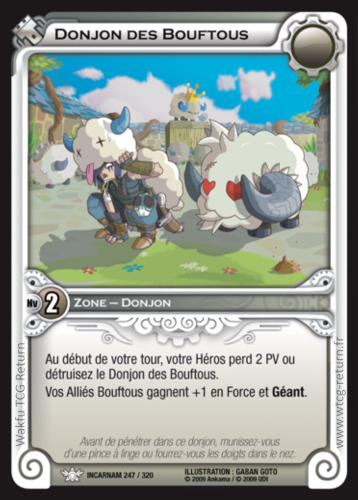 Donjon des Bouftous
Nv 2 Zone – Donjon
Au début de votre tour, votre Héros perd 2 PV ou
détruisez le Donjon des Bouftous.
Vos Alliés Bouftous gagnent +1 en Force et Géant.
Avant de pénétrer dans ce donjon, munissez-vous
d'une pince à linge ou fourrez-vous les doigts dans le nez.
INCARNAM 247 / 320
ILLUSTRATION : GABAN GOTO
© 2009 Ankama / © 2009 UDI
Wakfu TCG Return
www.wtcg-return.fr